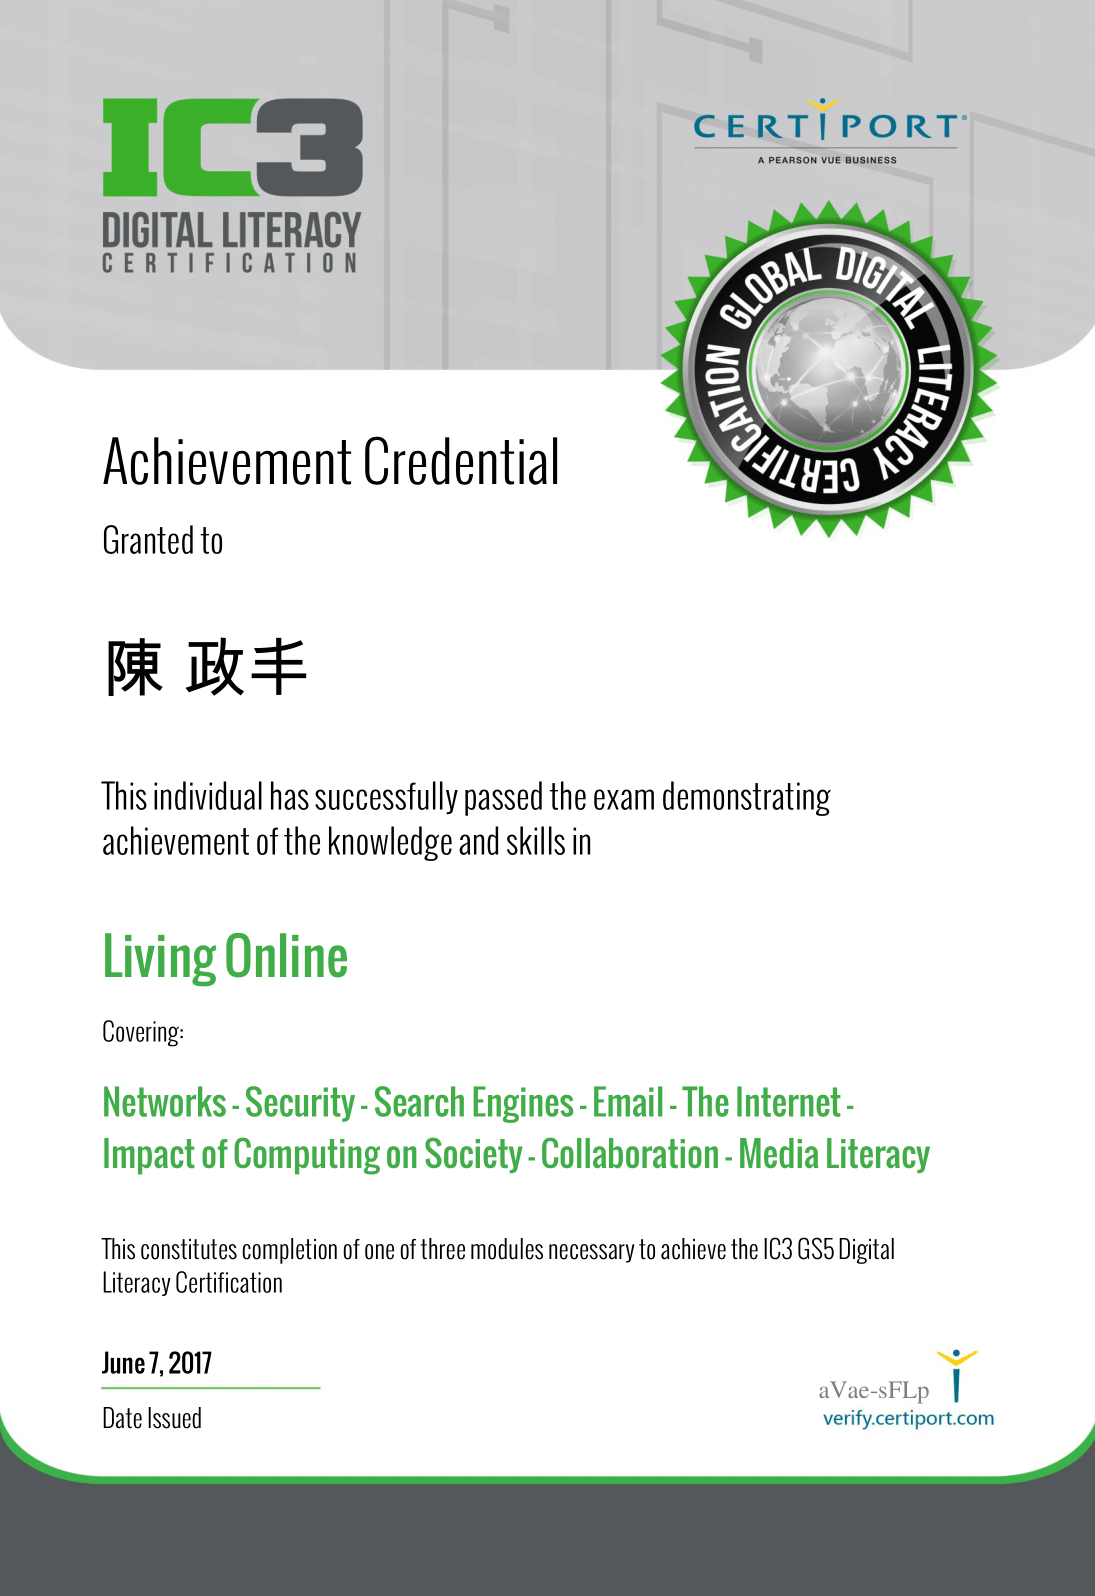 IC3
DIGITAL LITERACY
CERTIFICATION
CERTIPORT®
A PEARSON VUE BUSINESS
GLOBAL DIGITAL LITERACY CERTIFICATION
Achievement Credential
Granted to
陳 政丰
This individual has successfully passed the exam demonstrating
achievement of the knowledge and skills in
Living Online
Covering:
Networks - Security - Search Engines - Email - The Internet -
Impact of Computing on Society - Collaboration - Media Literacy
This constitutes completion of one of three modules necessary to achieve the IC3 GS5 Digital
Literacy Certification
June 7, 2017
Date Issued
aVae-sFLp
verify.certiport.com